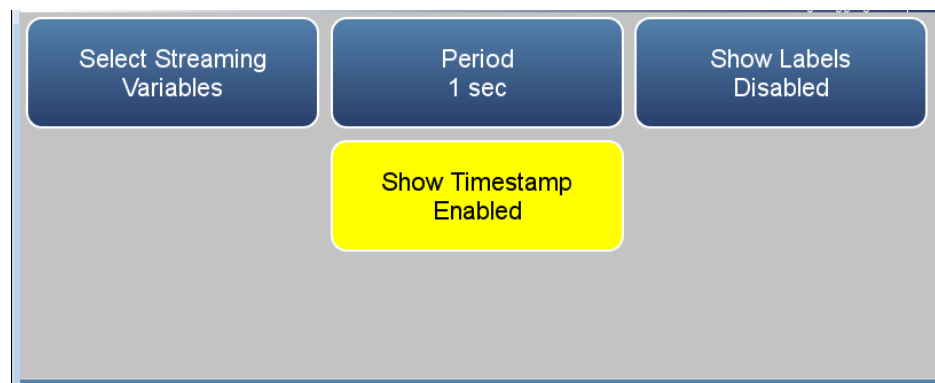 Select Streaming
Variables
Period
1 sec
Show Labels
Disabled
Show Timestamp
Enabled